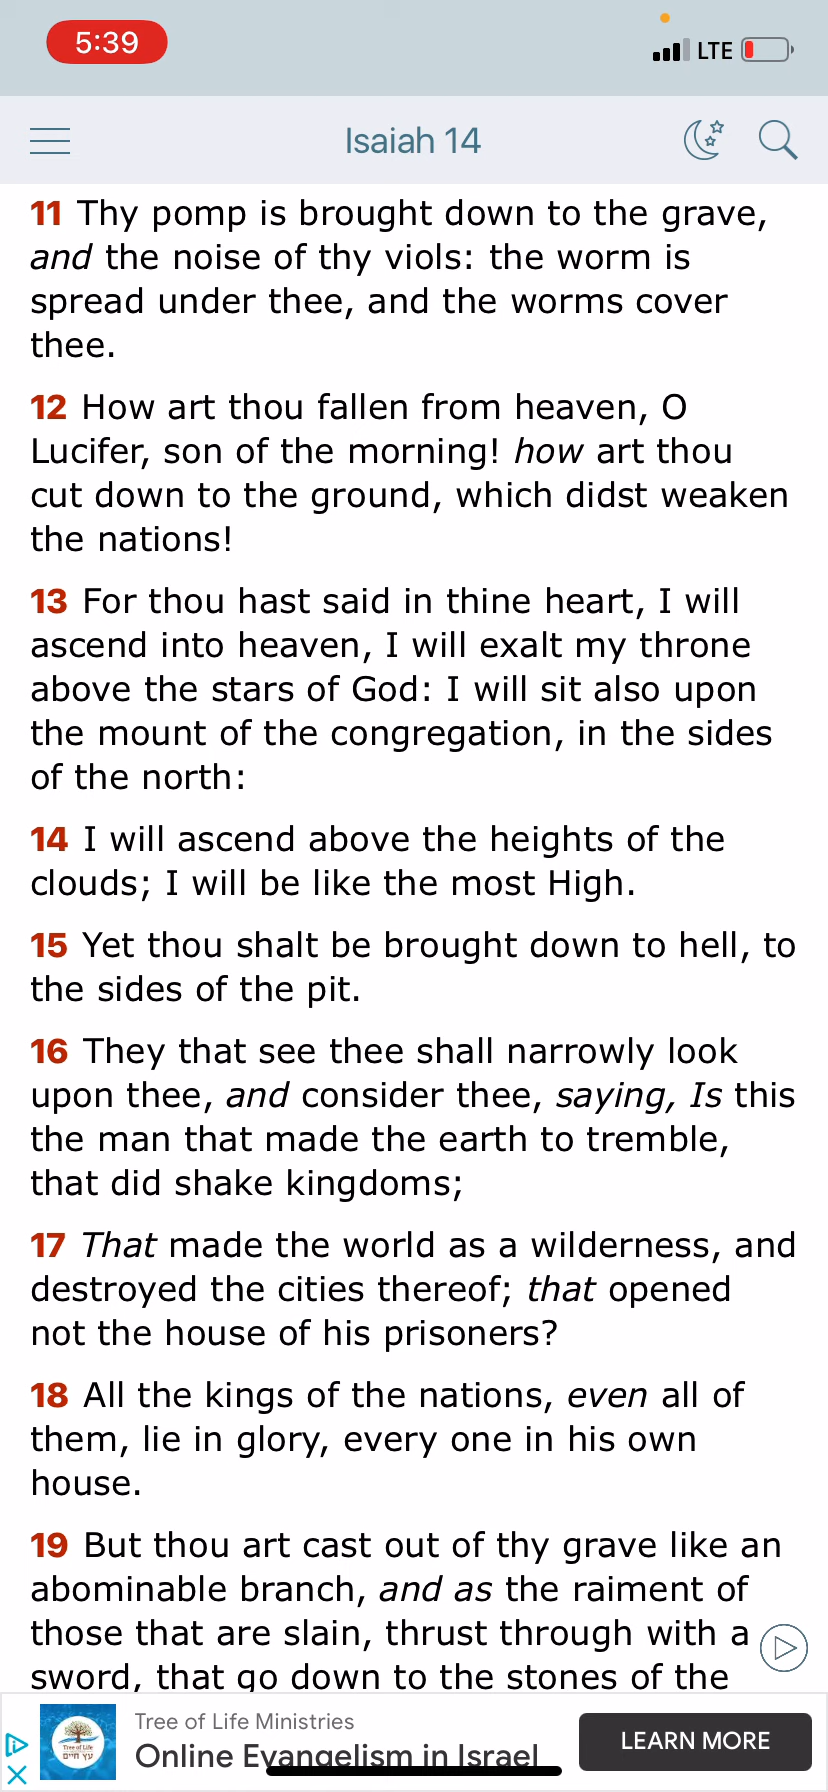 5:39
LTE
Isaiah 14
11 Thy pomp is brought down to the grave,
and the noise of thy viols: the worm is
spread under thee, and the worms cover
thee.
12 How art thou fallen from heaven, O
Lucifer, son of the morning! how art thou
cut down to the ground, which didst weaken
the nations!
13 For thou hast said in thine heart, I will
ascend into heaven, I will exalt my throne
above the stars of God: I will sit also upon
the mount of the congregation, in the sides
of the north:
14 I will ascend above the heights of the
clouds; I will be like the most High.
15 Yet thou shalt be brought down to hell, to
the sides of the pit.
16 They that see thee shall narrowly look
upon thee, and consider thee, saying, Is this
the man that made the earth to tremble,
that did shake kingdoms;
17 That made the world as a wilderness, and
destroyed the cities thereof; that opened
not the house of his prisoners?
18 All the kings of the nations, even all of
them, lie in glory, every one in his own
house.
19 But thou art cast out of thy grave like an
abominable branch, and as the raiment of
those that are slain, thrust through with a
sword, that go down to the stones of the
Tree of Life
עץ חיים
Tree of Life Ministries
Online Evangelism in Israel
LEARN MORE